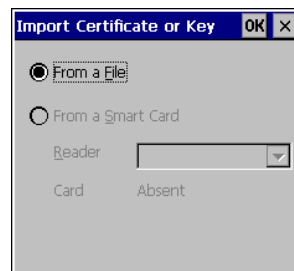 Import Certificate or Key OK ×
From a File
From a Smart Card
Reader
Card Absent